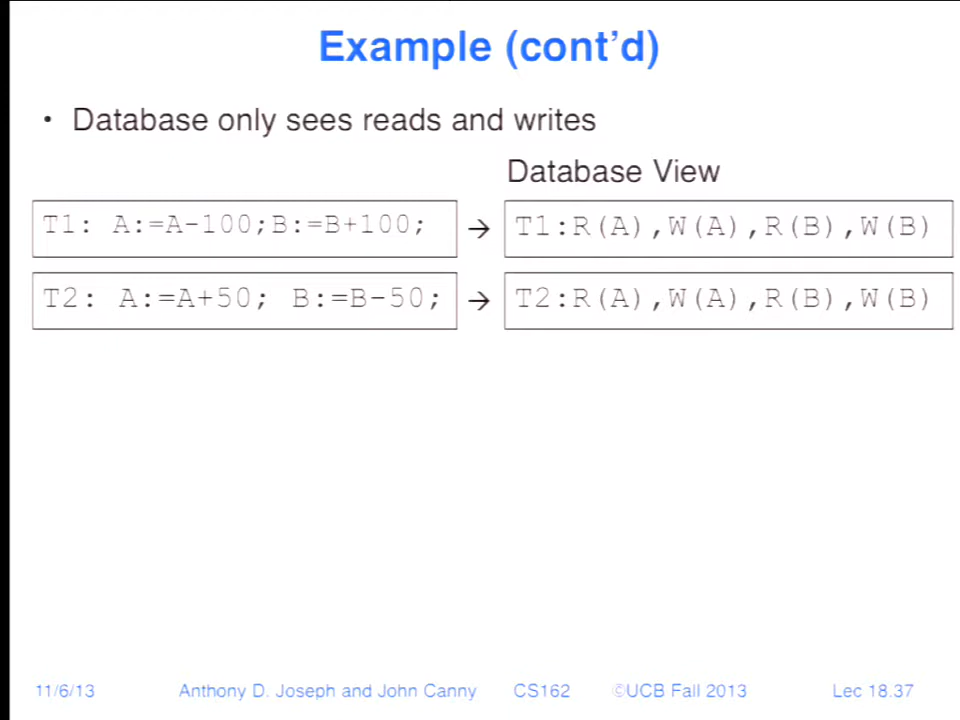 Example (cont’d)
• Database only sees reads and writes
Database View
T1: A:=A-100;B:=B+100; → T1:R(A),W(A),R(B),W(B)
T2: A:=A+50; B:=B-50; → T2:R(A),W(A),R(B),W(B)
11/6/13 Anthony D. Joseph and John Canny CS162 ©UCB Fall 2013 Lec 18.37